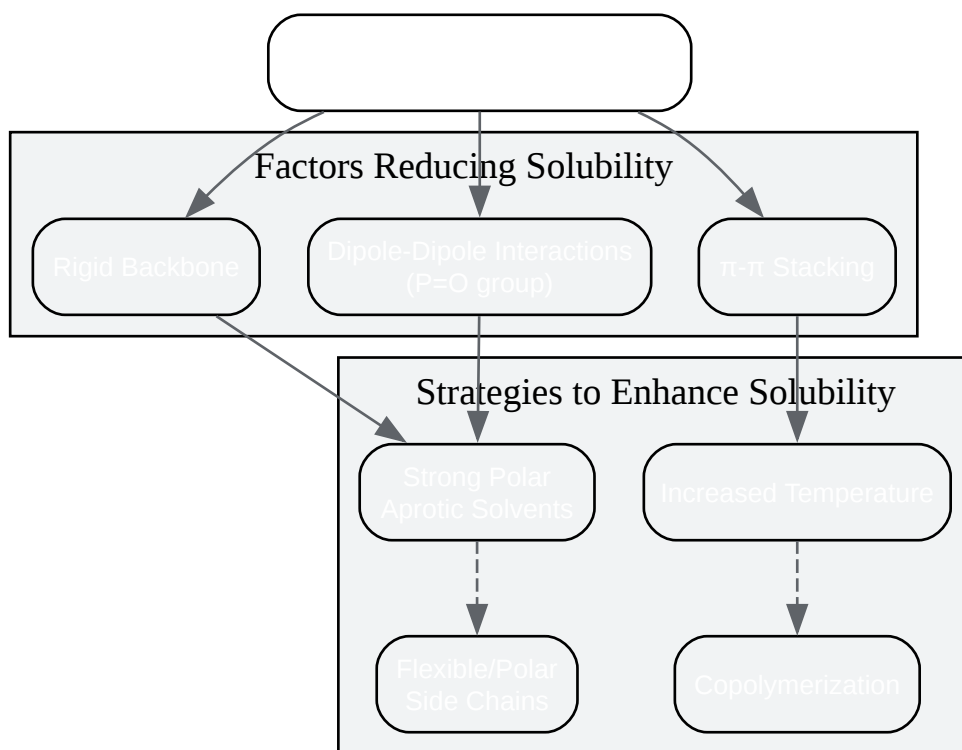 Factors Reducing Solubility
Rigid Backbone
Dipole-Dipole Interactions
(P=O group)
π-π Stacking
Strategies to Enhance Solubility
Strong Polar
Aprotic Solvents
Increased Temperature
Flexible/Polar
Side Chains
Copolymerization